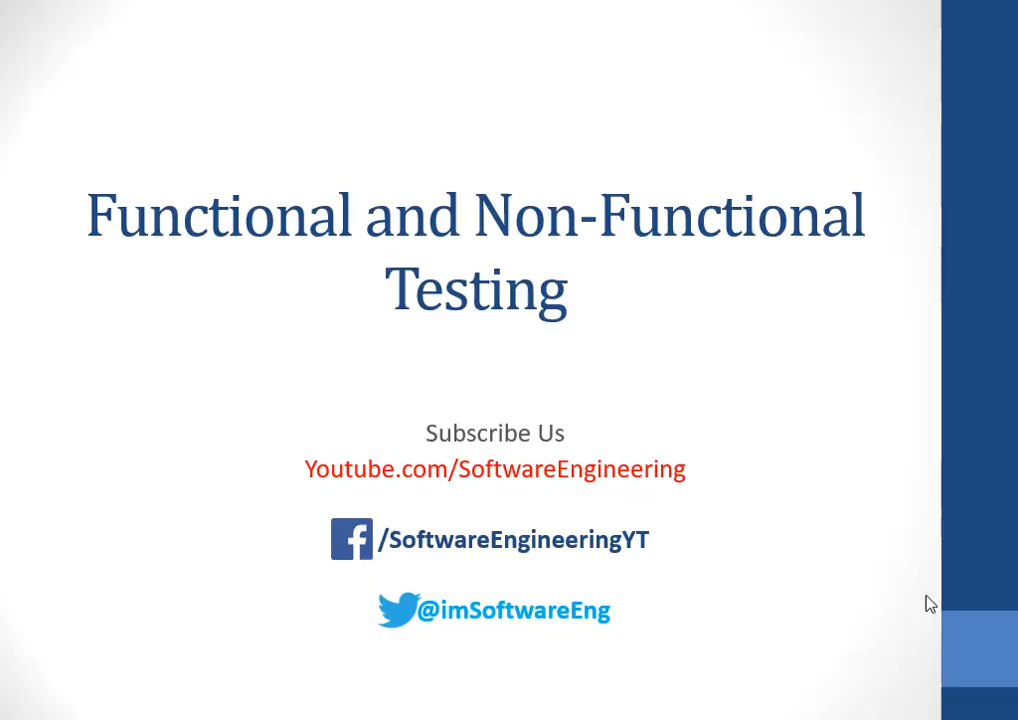 Functional and Non-Functional
Testing
Subscribe Us
Youtube.com/SoftwareEngineering
f /SoftwareEngineeringYT
@imSoftwareEng